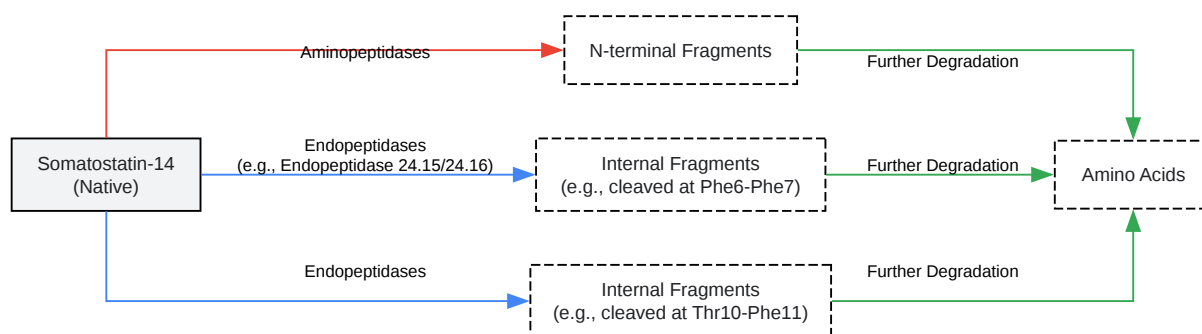 Aminopeptidases
N-terminal Fragments
Further Degradation
Somatostatin-14
(Native)
Endopeptidases
(e.g., Endopeptidase 24.15/24.16)
Internal Fragments
(e.g., cleaved at Phe6-Phe7)
Further Degradation
Amino Acids
Endopeptidases
Internal Fragments
(e.g., cleaved at Thr10-Phe11)
Further Degradation